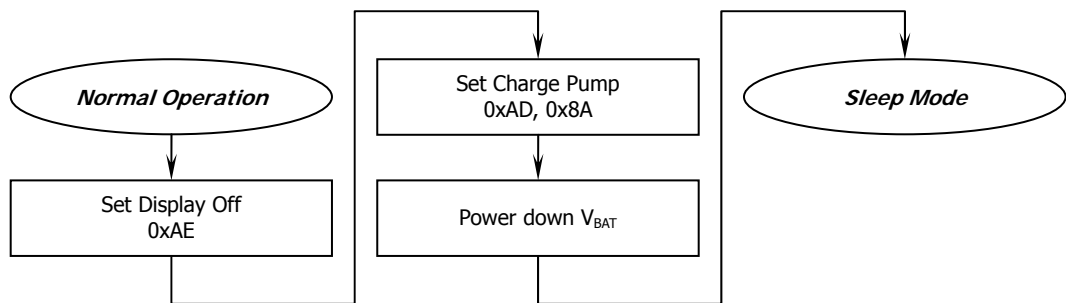 Normal Operation
Set Display Off
0xAE
Set Charge Pump
0xAD, 0x8A
Power down VBAT
Sleep Mode